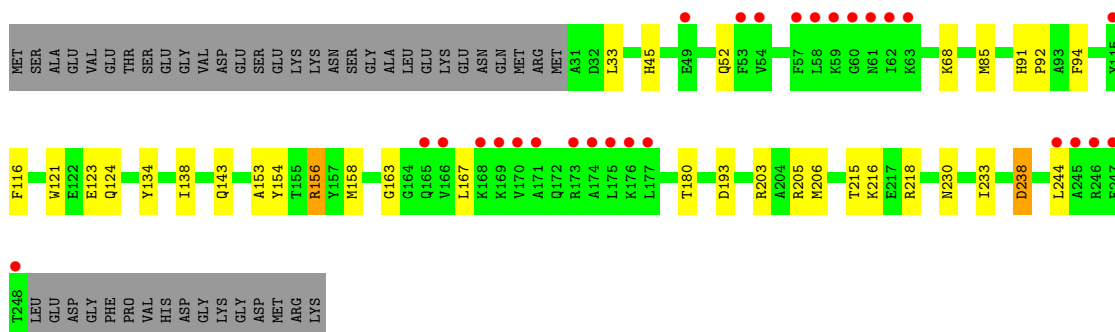 MET SER ALA GLU VAL GLU THR SER GLU GLY VAL ASP GLU SER GLU LYS LYS ASN SER GLY ALA LEU GLU LYS GLU ASN GLN MET ARG MET A31 D32 L33 H45 E49 Q52 F53 V54 F57 L58 K59 G60 N61 I62 K63 K68 M85 H91 P92 A93 F94 Y115
F116 W121 E122 E123 Q124 Y134 I138 Q143 A153 Y154 T155 R156 Y157 M158 G163 G164 Q165 V166 L167 K168 K169 V170 A171 Q172 R173 A174 L175 K176 L177 T180 D193 R203 A204 R205 M206 T215 K216 E217 R218 N230 I233 D238 L244 A245 R246 E247
T248 LEU GLU ASP GLY PHE PRO VAL HIS ASP GLY LYS GLY ASP MET ARG LYS